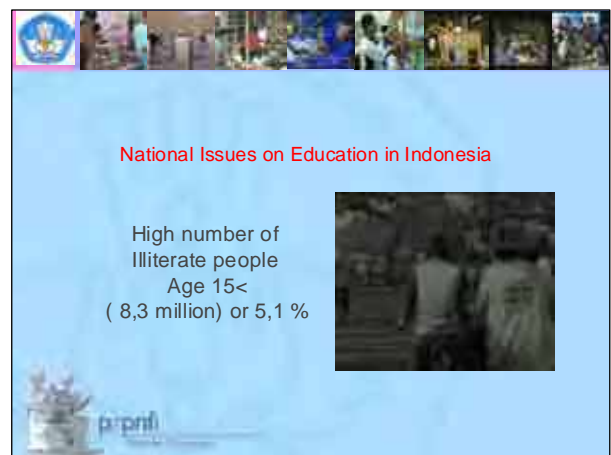 National Issues on Education in Indonesia
High number of
Illiterate people
Age 15<
( 8,3 million) or 5,1 %